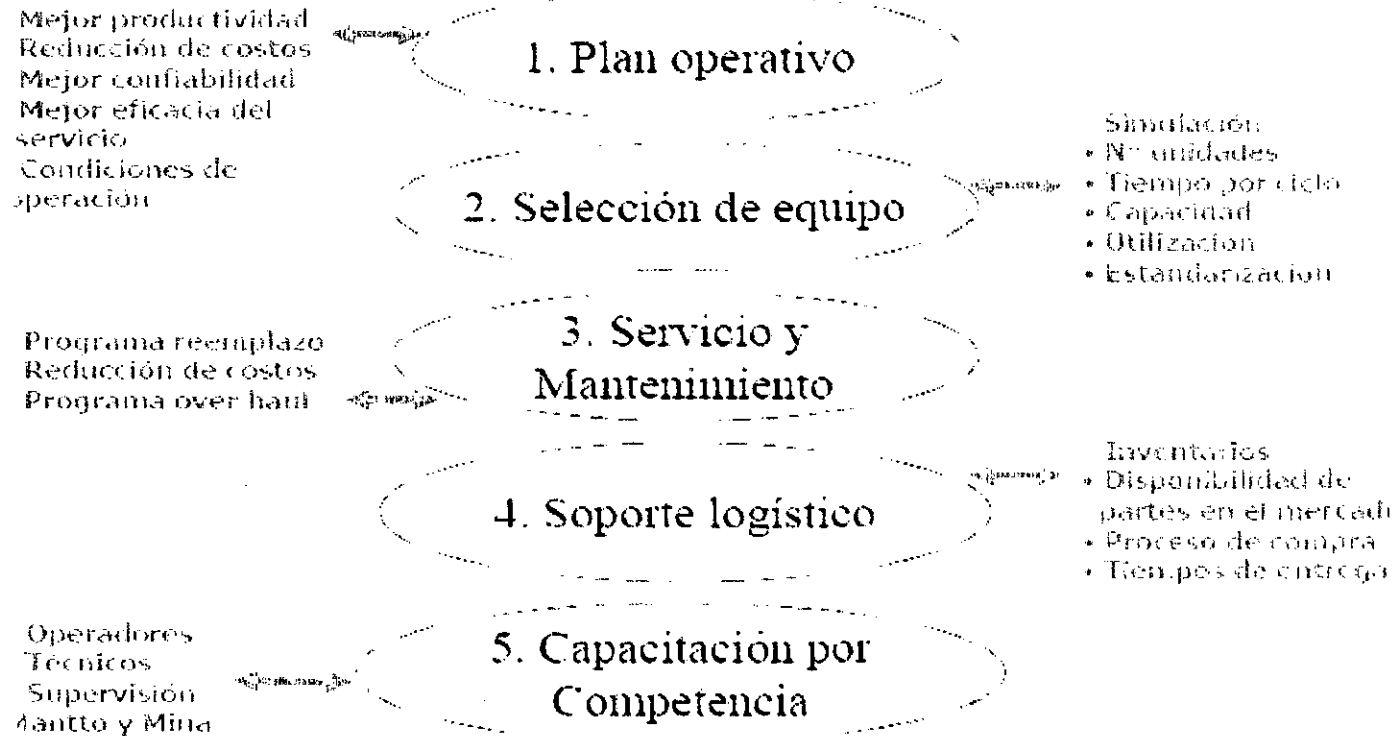 Mejor productividad
Reducción de costos
Mejor confiabilidad
Mejor eficacia del
servicio
Condiciones de
operación
1. Plan operativo
2. Selección de equipo
Simulación
• N° unidades
• Tiempo por ciclo
• Capacidad
• Utilización
• Estandarización
Programa reemplazo
Reducción de costos
Programa over haul
3. Servicio y
Mantenimiento
4. Soporte logístico
Inventarios
• Disponibilidad de
partes en el mercad
• Proceso de compra
• Tiempos de entrega
Operadores
Técnicos
Supervisión
Mantto y Mina
5. Capacitación por
Competencia